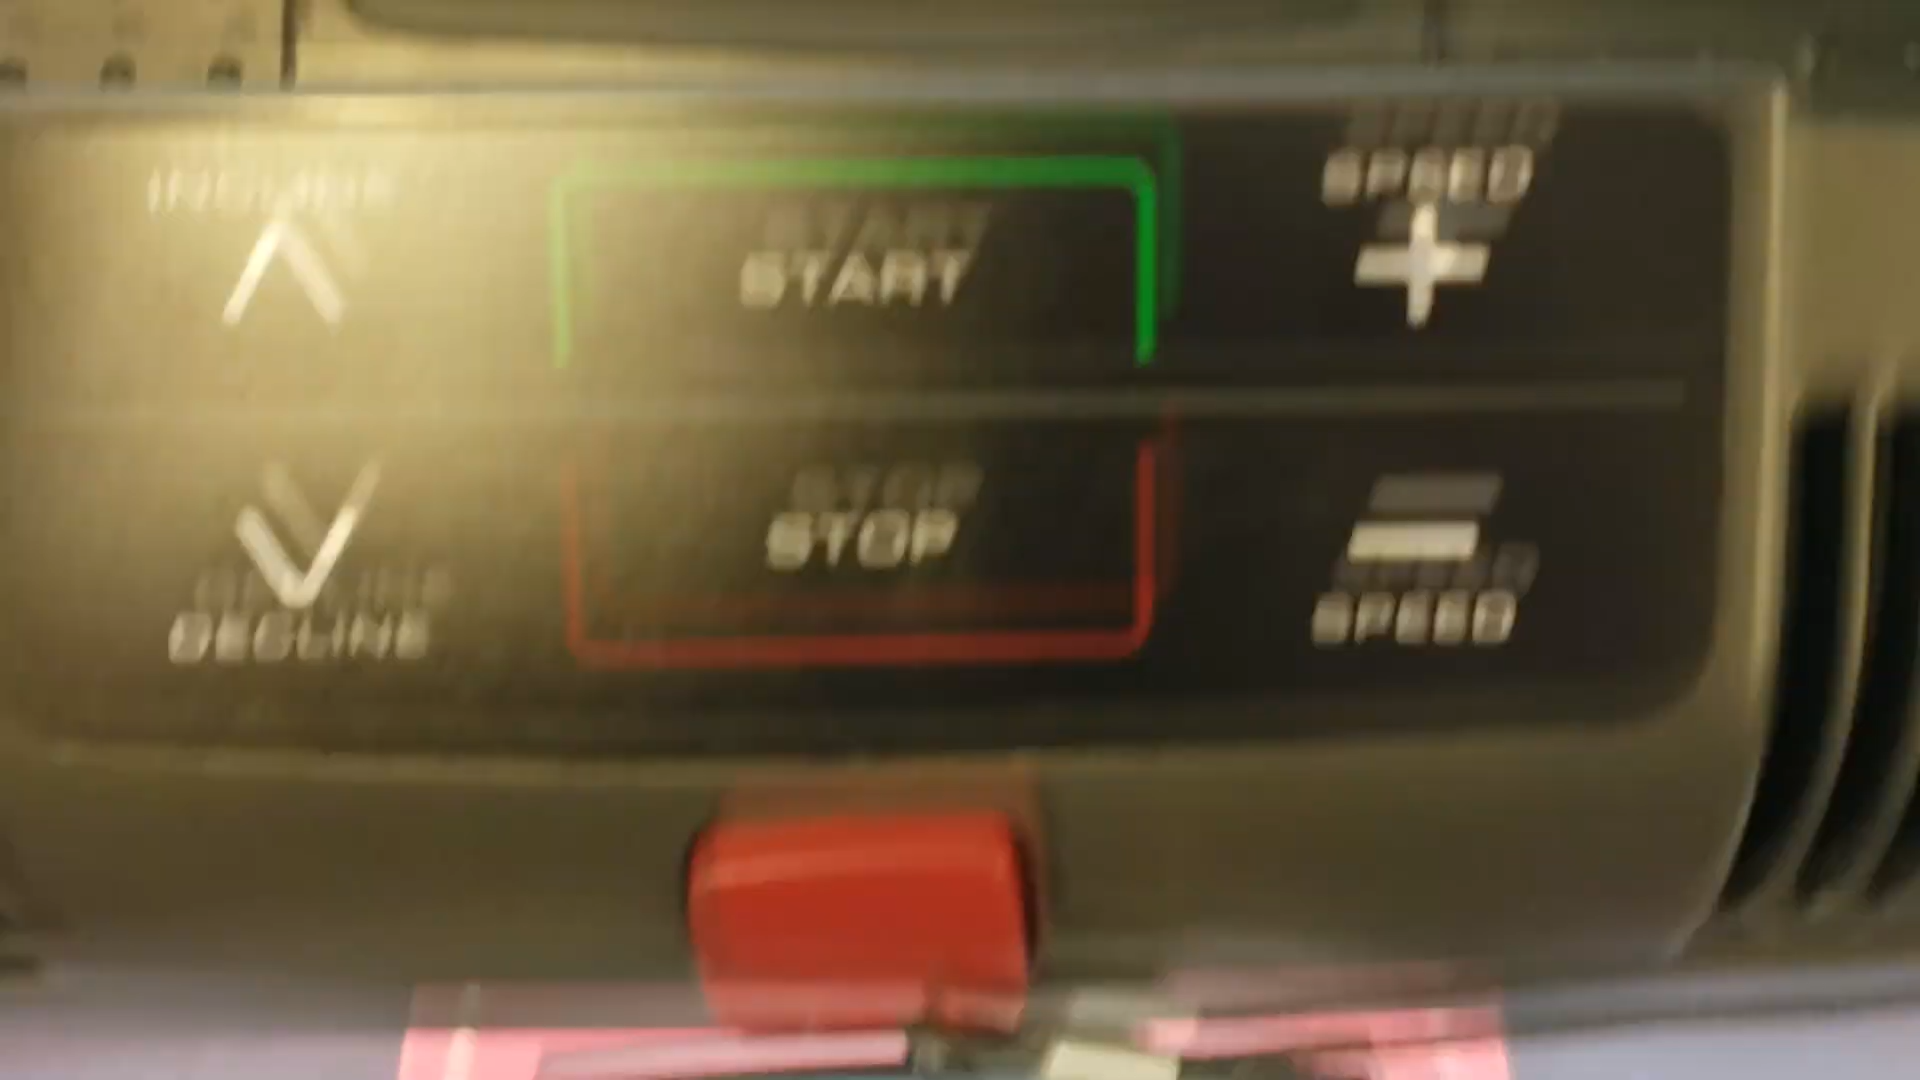 INCLINE
SPEED
+
START
STOP
-
DECLINE
SPEED